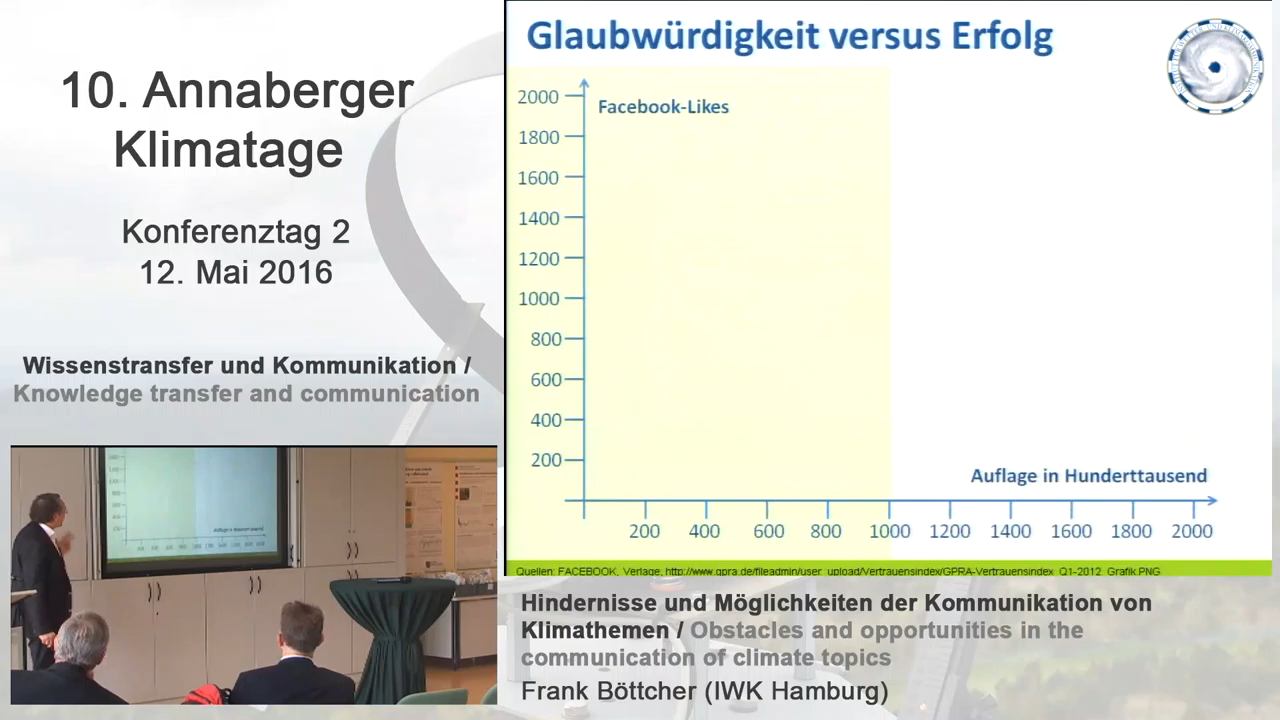 10. Annaberger
Klimatage
Konferenztag 2
12. Mai 2016
Wissenstransfer und Kommunikation /
Knowledge transfer and communication
Glaubwürdigkeit versus Erfolg
Facebook-Likes
2000
1800
1600
1400
1200
1000
800
600
400
200
Auflage in Hunderttausend
200 400 600 800 1000 1200 1400 1600 1800 2000
Quellen: FACEBOOK, Verlage, http://www.gpra.de/fileadmin/user_upload/Vertrauensindex/GPRA-Vertrauensindex_Q1-2012_Grafik.PNG
Hindernisse und Möglichkeiten der Kommunikation von
Klimathemen / Obstacles and opportunities in the
communication of climate topics
Frank Böttcher (IWK Hamburg)